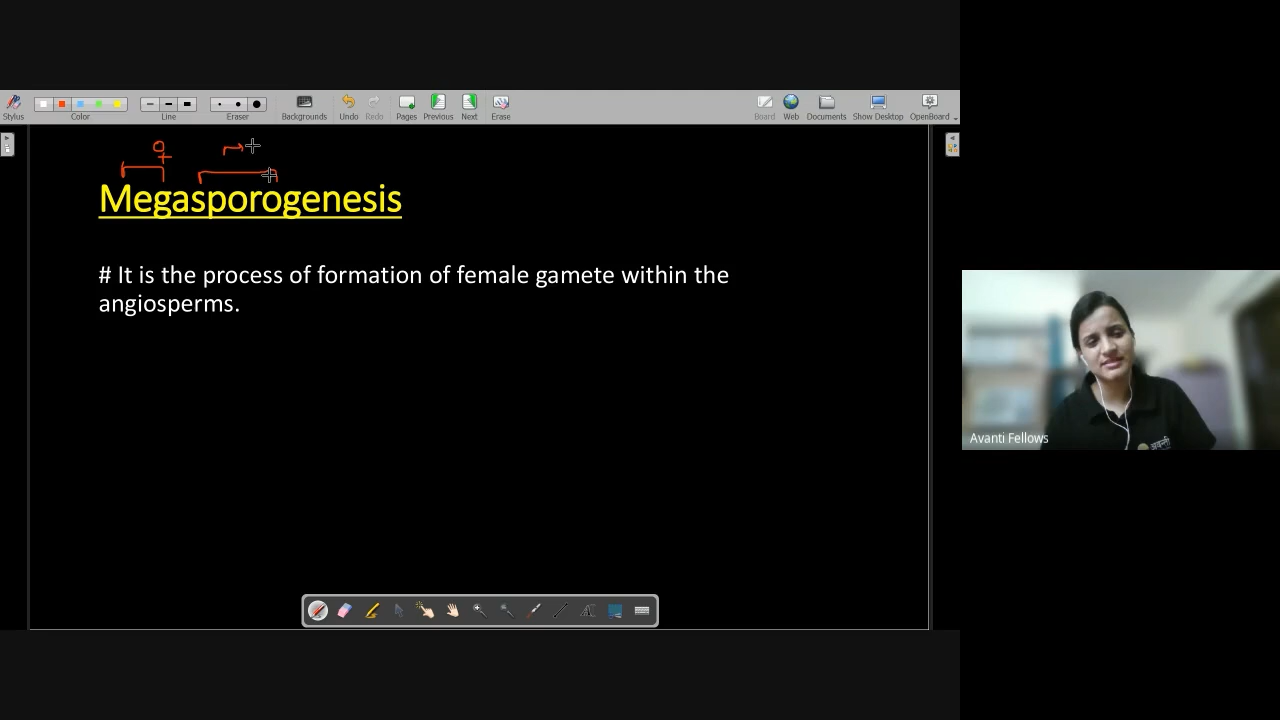 Stylus
Color
Line
Eraser
Backgrounds
Undo
Redo
Pages
Previous
Next
Erase
Board
Web
Documents
Show Desktop
OpenBoard
♀
Megasporogenesis
# It is the process of formation of female gamete within the
angiosperms.
Avanti Fellows
अवन्ती